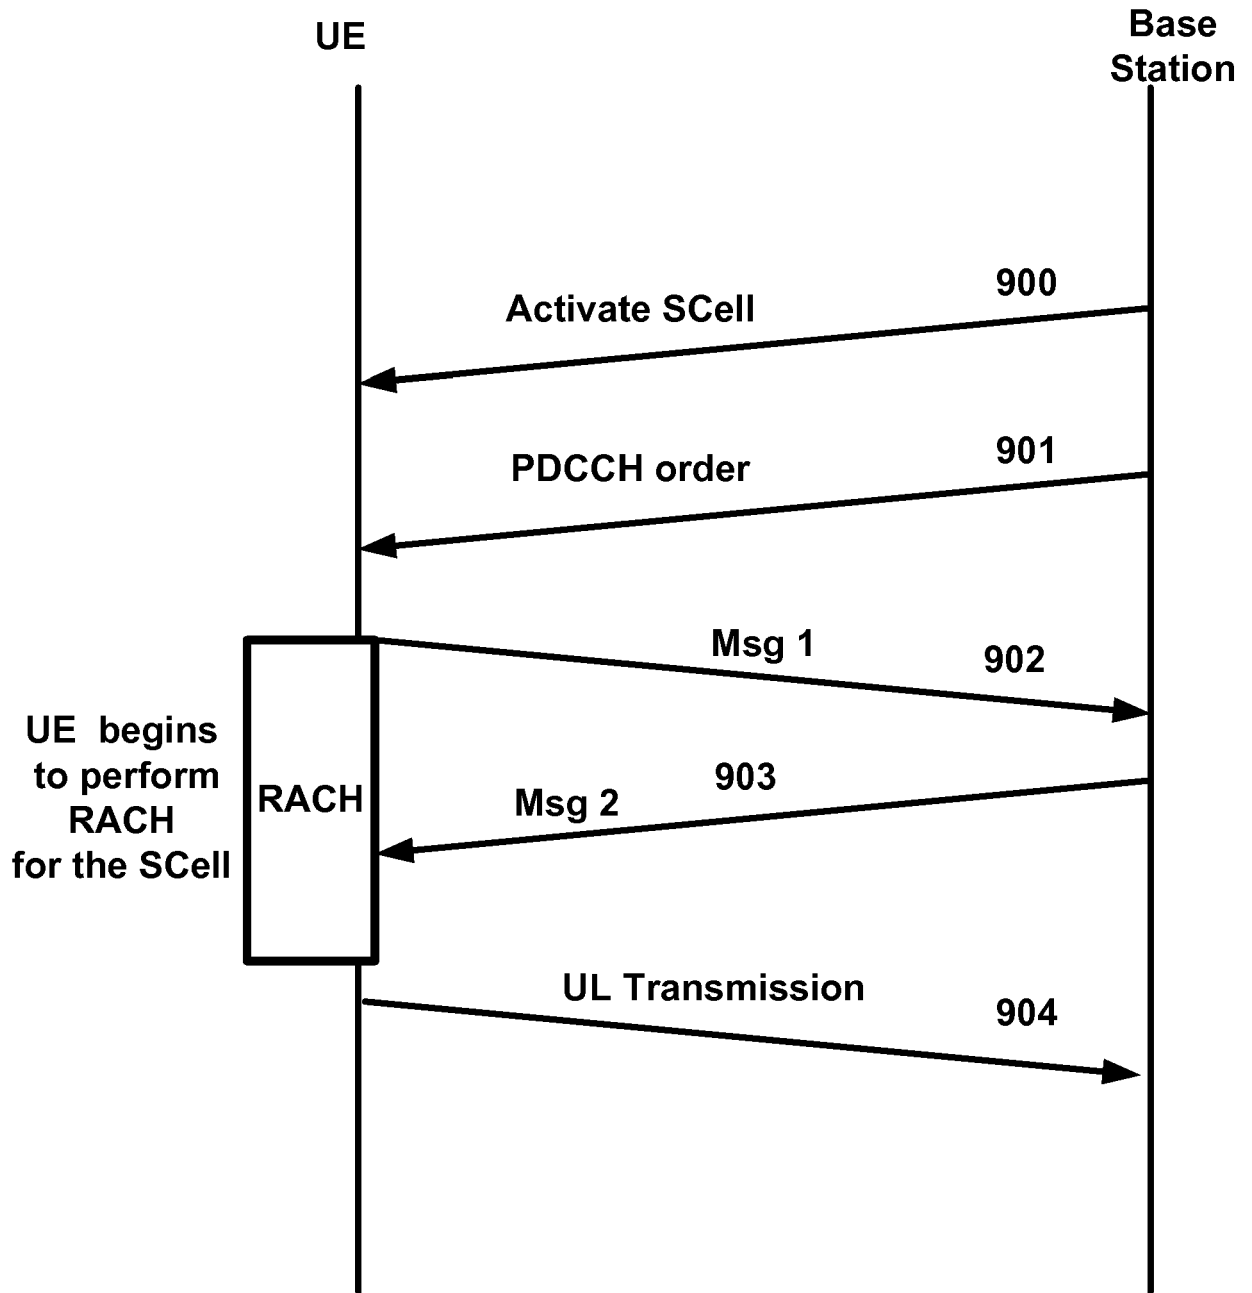 UE
Base
Station
900
Activate SCell
901
PDCCH order
Msg 1
902
UE begins
to perform
RACH
for the SCell
RACH
903
Msg 2
UL Transmission
904